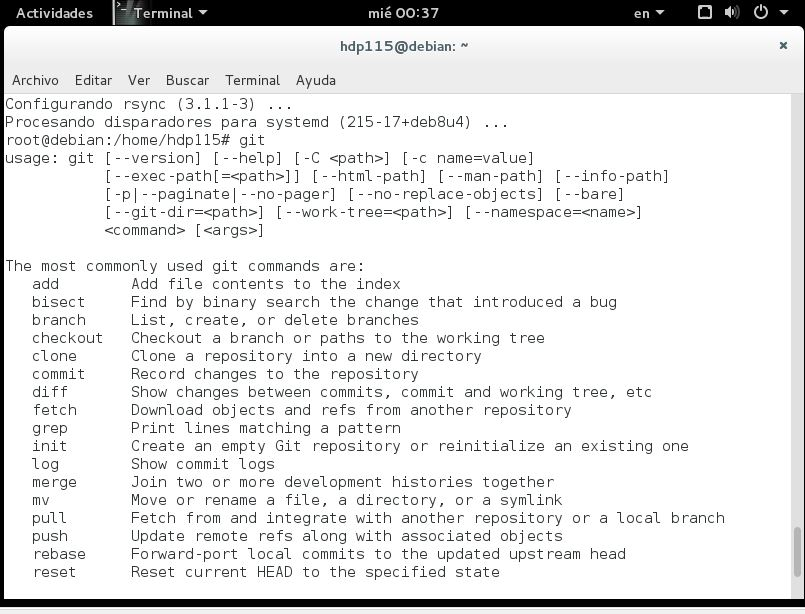 Actividades Terminal mié 00:37 en
hdp115@debian: ~ ×
Archivo Editar Ver Buscar Terminal Ayuda
Configurando rsync (3.1.1-3) ...
Procesando disparadores para systemd (215-17+deb8u4) ...
root@debian:/home/hdp115# git
usage: git [--version] [--help] [-C <path>] [-c name=value]
           [--exec-path[=<path>]] [--html-path] [--man-path] [--info-path]
           [-p|--paginate|--no-pager] [--no-replace-objects] [--bare]
           [--git-dir=<path>] [--work-tree=<path>] [--namespace=<name>]
           <command> [<args>]

The most commonly used git commands are:
   add        Add file contents to the index
   bisect     Find by binary search the change that introduced a bug
   branch     List, create, or delete branches
   checkout   Checkout a branch or paths to the working tree
   clone      Clone a repository into a new directory
   commit     Record changes to the repository
   diff       Show changes between commits, commit and working tree, etc
   fetch      Download objects and refs from another repository
   grep       Print lines matching a pattern
   init       Create an empty Git repository or reinitialize an existing one
   log        Show commit logs
   merge      Join two or more development histories together
   mv         Move or rename a file, a directory, or a symlink
   pull       Fetch from and integrate with another repository or a local branch
   push       Update remote refs along with associated objects
   rebase     Forward-port local commits to the updated upstream head
   reset      Reset current HEAD to the specified state